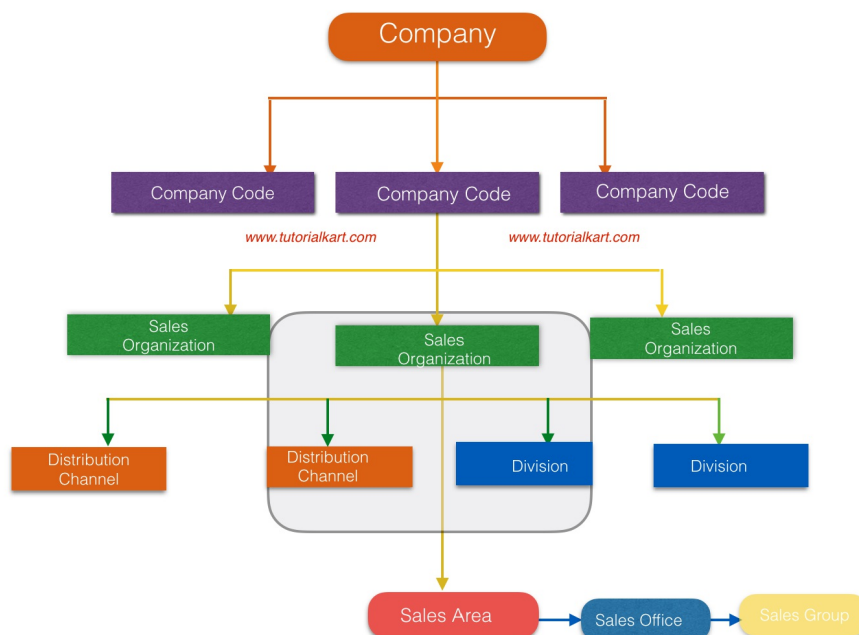 Company
Company Code
Company Code
Company Code
www.tutorialkart.com
www.tutorialkart.com
Sales
Organization
Sales
Organization
Sales
Organization
Distribution
Channel
Distribution
Channel
Division
Division
Sales Area
Sales Office
Sales Group